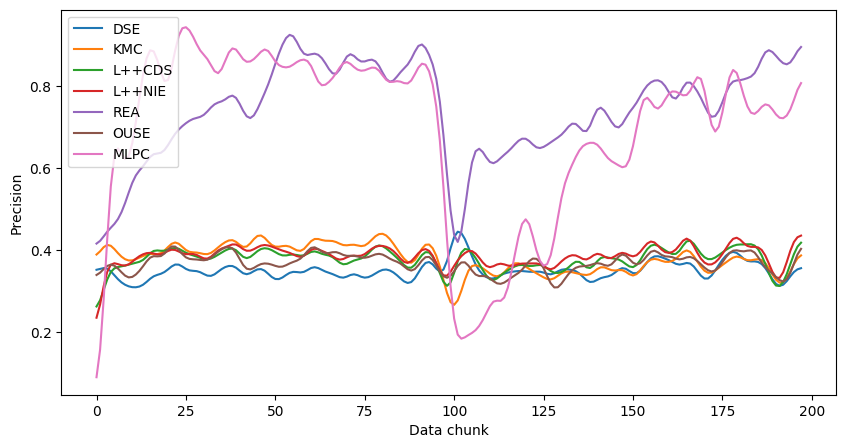 DSE
KMC
L++CDS
L++NIE
REA
OUSE
MLPC
Precision
0.8
0.6
0.4
0.2
0 25 50 75 100 125 150 175 200
Data chunk